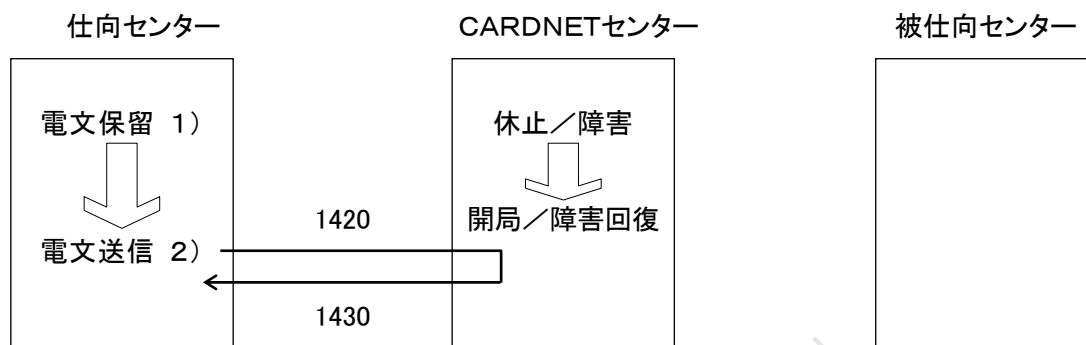 仕向センター
CARDNETセンター
被仕向センター
電文保留 1)
休止/障害
1420
開局/障害回復
電文送信 2)
1430